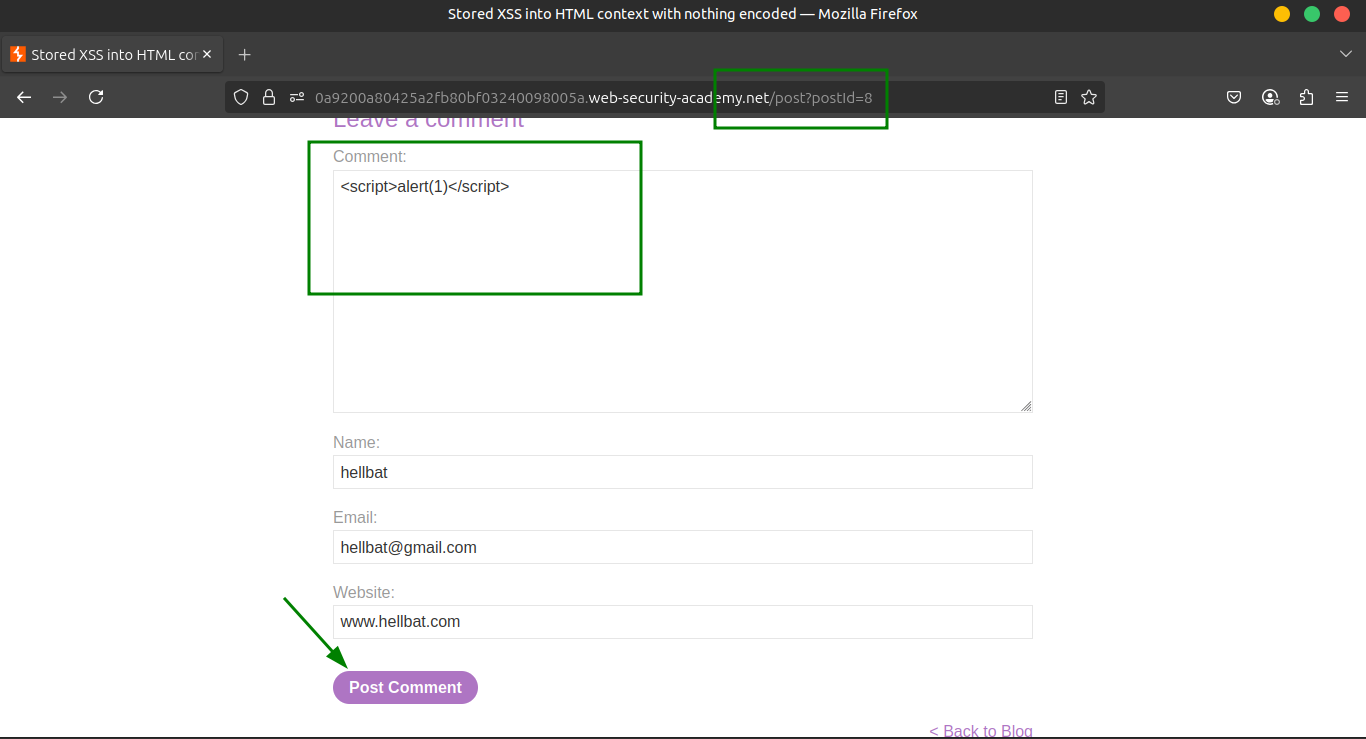 Stored XSS into HTML context with nothing encoded — Mozilla Firefox
Stored XSS into HTML con
0a9200a80425a2fb80bf03240098005a.web-security-academy.net/post?postId=8
Leave a comment
Comment:
<script>alert(1)</script>
Name:
hellbat
Email:
hellbat@gmail.com
Website:
www.hellbat.com
Post Comment
< Back to Blog